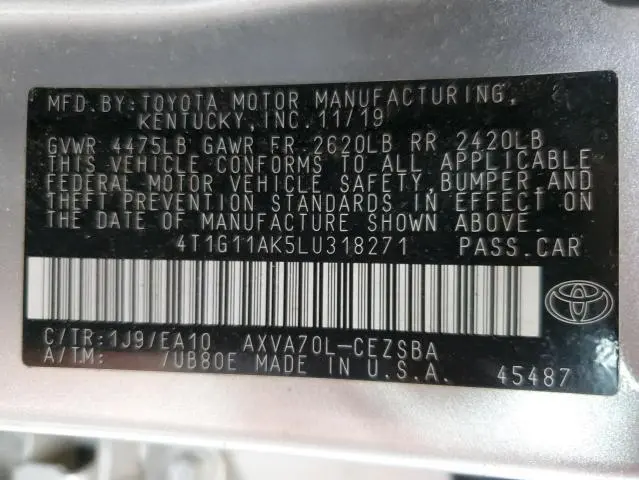 MFD.BY:TOYOTA MOTOR MANUFACTURING,
KENTUCKY,INC.11/19
GVWR 4475LB GAWR FR 2620LB RR 2420LB
THIS VEHICLE CONFORMS TO ALL APPLICABLE
FEDERAL MOTOR VEHICLE SAFETY,BUMPER,AND
THEFT PREVENTION STANDARDS IN EFFECT ON
THE DATE OF MANUFACTURE SHOWN ABOVE.
4T1G11AK5LU318271 PASS.CAR
C/TR:1J9/EA10 AXVA70L-CEZSBA
A/TM: /UB80E MADE IN U.S.A. 45487